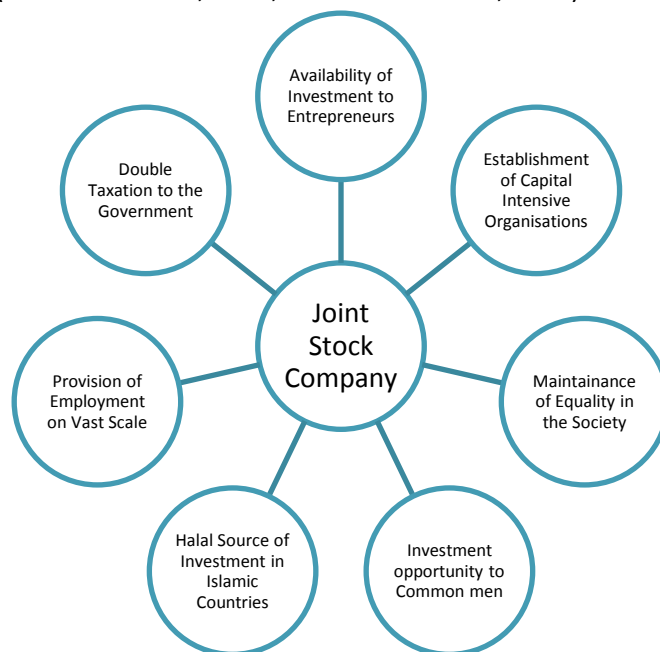 Availability of
Investment to
Entrepreneurs
Establishment
of Capital
Intensive
Organisations
Maintainance
of Equality in
the Society
Investment
opportunity to
Common men
Halal Source of
Investment in
Islamic
Countries
Provision of
Employment
on Vast Scale
Double
Taxation to the
Government
Joint
Stock
Company